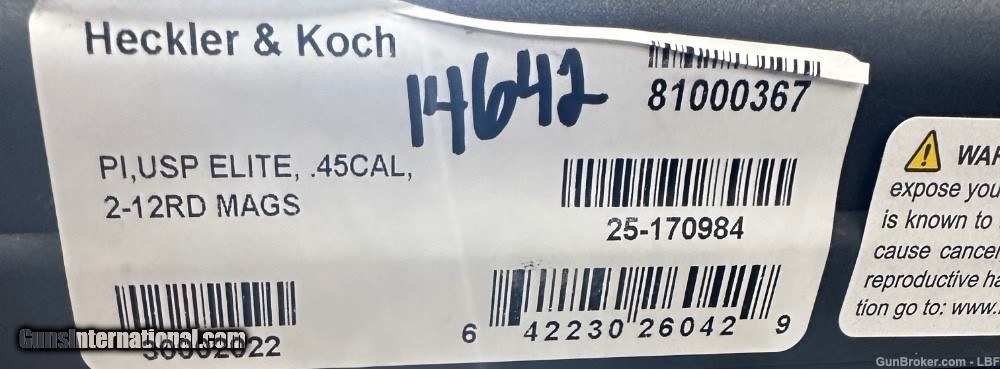 Heckler & Koch
14642
81000367
PI,USP ELITE, .45CAL,
2-12RD MAGS
25-170984
6 42230 26042 9
GunsInternational.com
expose you
is known to
cause cancer,
reproductive
tion go to: www.
GunBroker.com - LBF